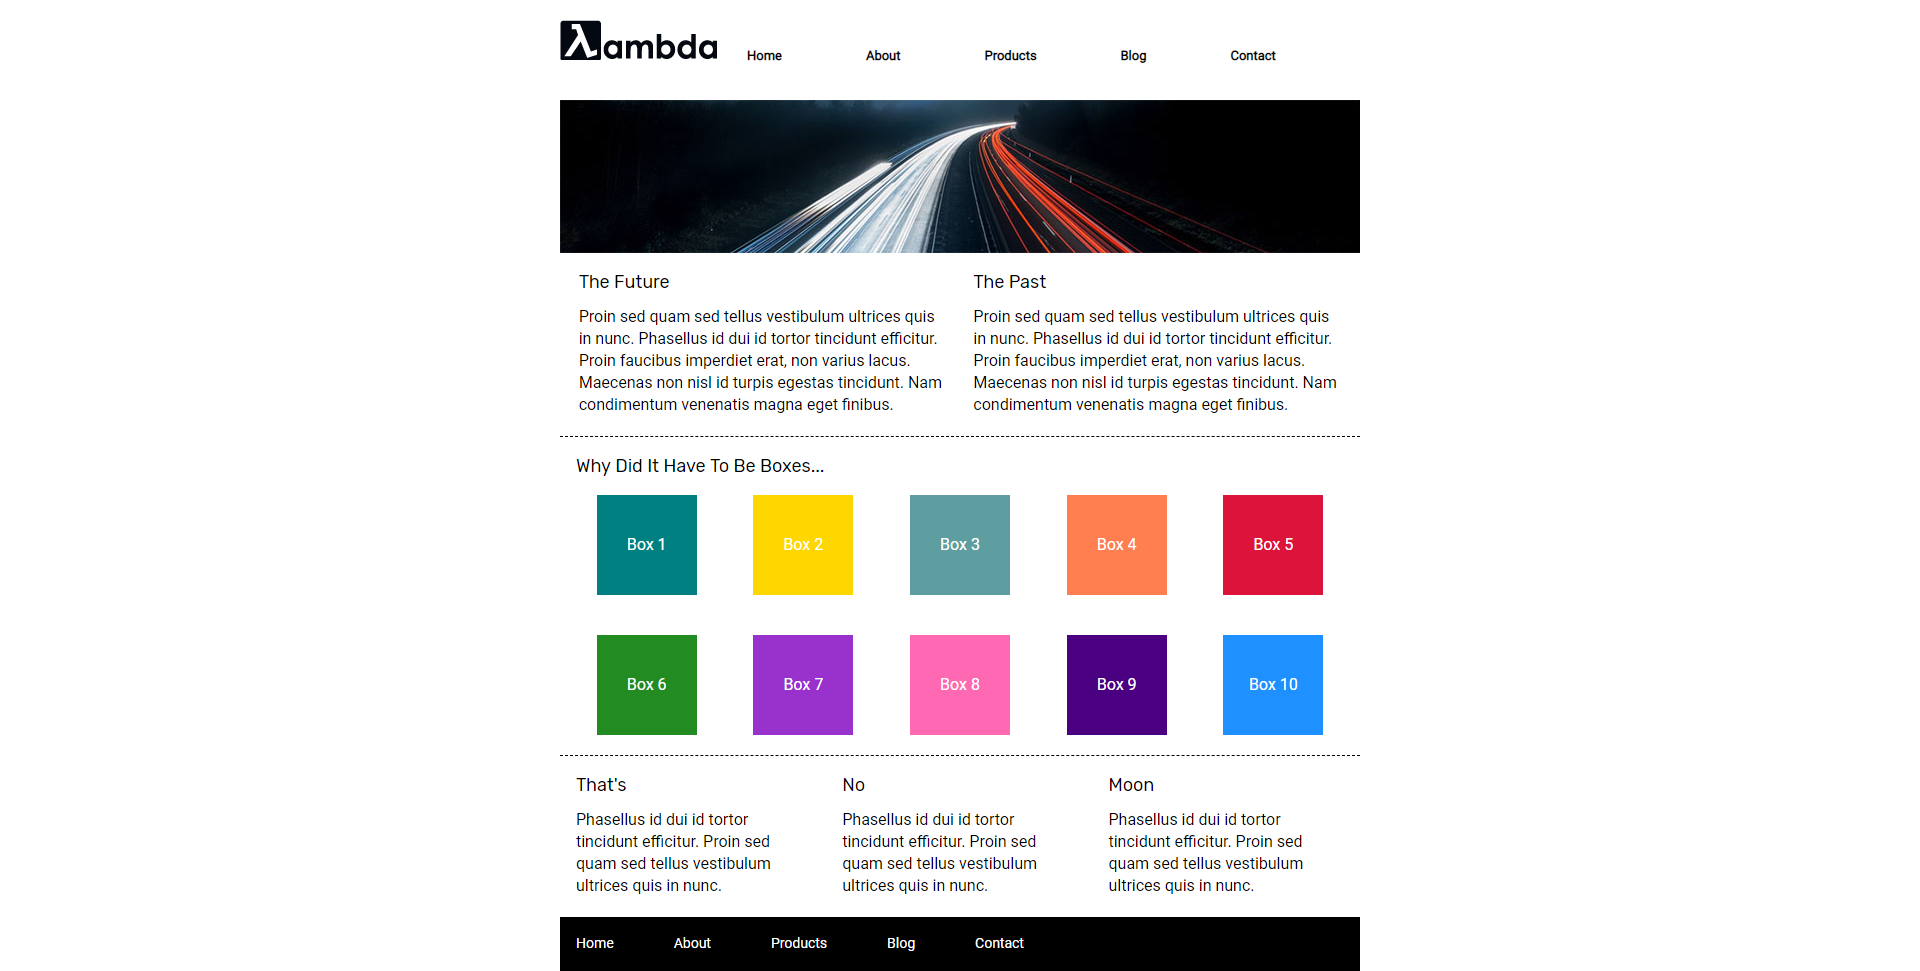 λambda
Home About Products Blog Contact
The Future
Proin sed quam sed tellus vestibulum ultrices quis
in nunc. Phasellus id dui id tortor tincidunt efficitur.
Proin faucibus imperdiet erat, non varius lacus.
Maecenas non nisl id turpis egestas tincidunt. Nam
condimentum venenatis magna eget finibus.
The Past
Proin sed quam sed tellus vestibulum ultrices quis
in nunc. Phasellus id dui id tortor tincidunt efficitur.
Proin faucibus imperdiet erat, non varius lacus.
Maecenas non nisl id turpis egestas tincidunt. Nam
condimentum venenatis magna eget finibus.
Why Did It Have To Be Boxes...
Box 1 Box 2 Box 3 Box 4 Box 5
Box 6 Box 7 Box 8 Box 9 Box 10
That's
Phasellus id dui id tortor
tincidunt efficitur. Proin sed
quam sed tellus vestibulum
ultrices quis in nunc.
No
Phasellus id dui id tortor
tincidunt efficitur. Proin sed
quam sed tellus vestibulum
ultrices quis in nunc.
Moon
Phasellus id dui id tortor
tincidunt efficitur. Proin sed
quam sed tellus vestibulum
ultrices quis in nunc.
Home About Products Blog Contact